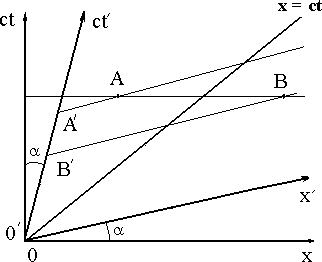 x = ct
ct
ct′
A
B
A′
α
B′
x′
0′
α
0
x